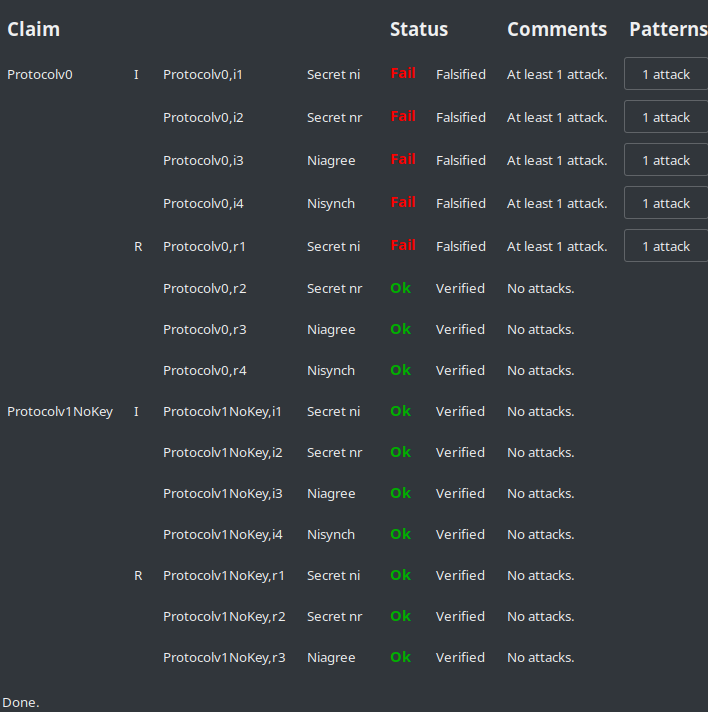 Claim Status Comments Patterns
Protocolv0 I Protocolv0,i1 Secret ni Fail Falsified At least 1 attack. 1 attack
Protocolv0,i2 Secret nr Fail Falsified At least 1 attack. 1 attack
Protocolv0,i3 Niagree Fail Falsified At least 1 attack. 1 attack
Protocolv0,i4 Nisynch Fail Falsified At least 1 attack. 1 attack
R Protocolv0,r1 Secret ni Fail Falsified At least 1 attack. 1 attack
Protocolv0,r2 Secret nr Ok Verified No attacks.
Protocolv0,r3 Niagree Ok Verified No attacks.
Protocolv0,r4 Nisynch Ok Verified No attacks.
Protocolv1NoKey I Protocolv1NoKey,i1 Secret ni Ok Verified No attacks.
Protocolv1NoKey,i2 Secret nr Ok Verified No attacks.
Protocolv1NoKey,i3 Niagree Ok Verified No attacks.
Protocolv1NoKey,i4 Nisynch Ok Verified No attacks.
R Protocolv1NoKey,r1 Secret ni Ok Verified No attacks.
Protocolv1NoKey,r2 Secret nr Ok Verified No attacks.
Protocolv1NoKey,r3 Niagree Ok Verified No attacks.
Done.